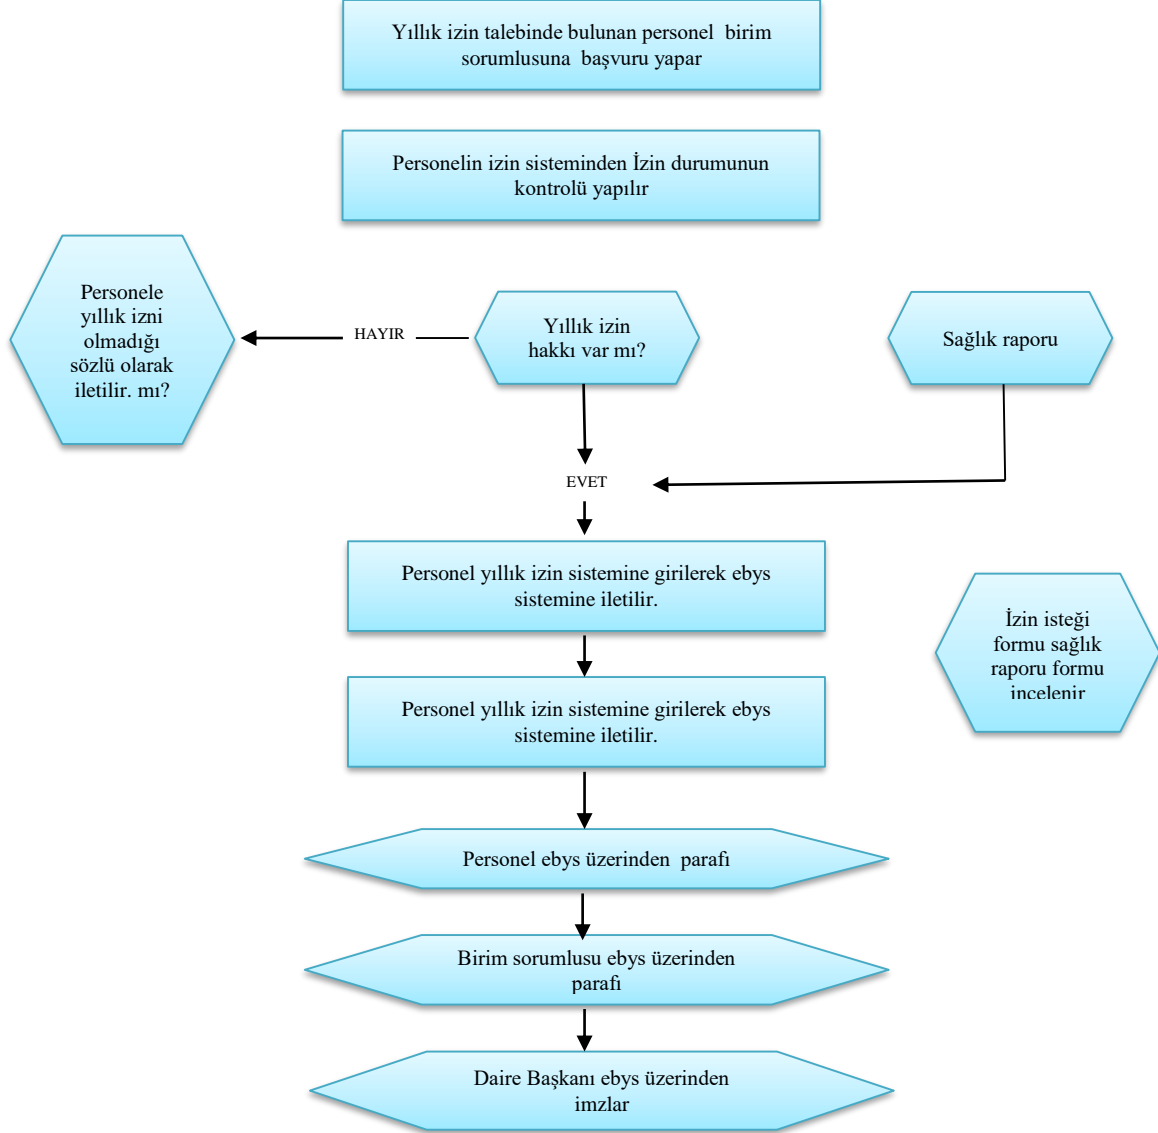 Yıllık izin talebinde bulunan personel birim
sorumlusuna başvuru yapar
Personelin izin sisteminden İzin durumunun
kontrolü yapılır
Personele
yıllık izni
olmadığı
sözlü olarak
iletilir. mı?
HAYIR
Yıllık izin
hakkı var mı?
Sağlık raporu
EVET
Personel yıllık izin sistemine girilerek ebys
sistemine iletilir.
İzin isteği
formu sağlık
raporu formu
incelenir
Personel yıllık izin sistemine girilerek ebys
sistemine iletilir.
Personel ebys üzerinden parafı
Birim sorumlusu ebys üzerinden
parafı
Daire Başkanı ebys üzerinden
imzlar